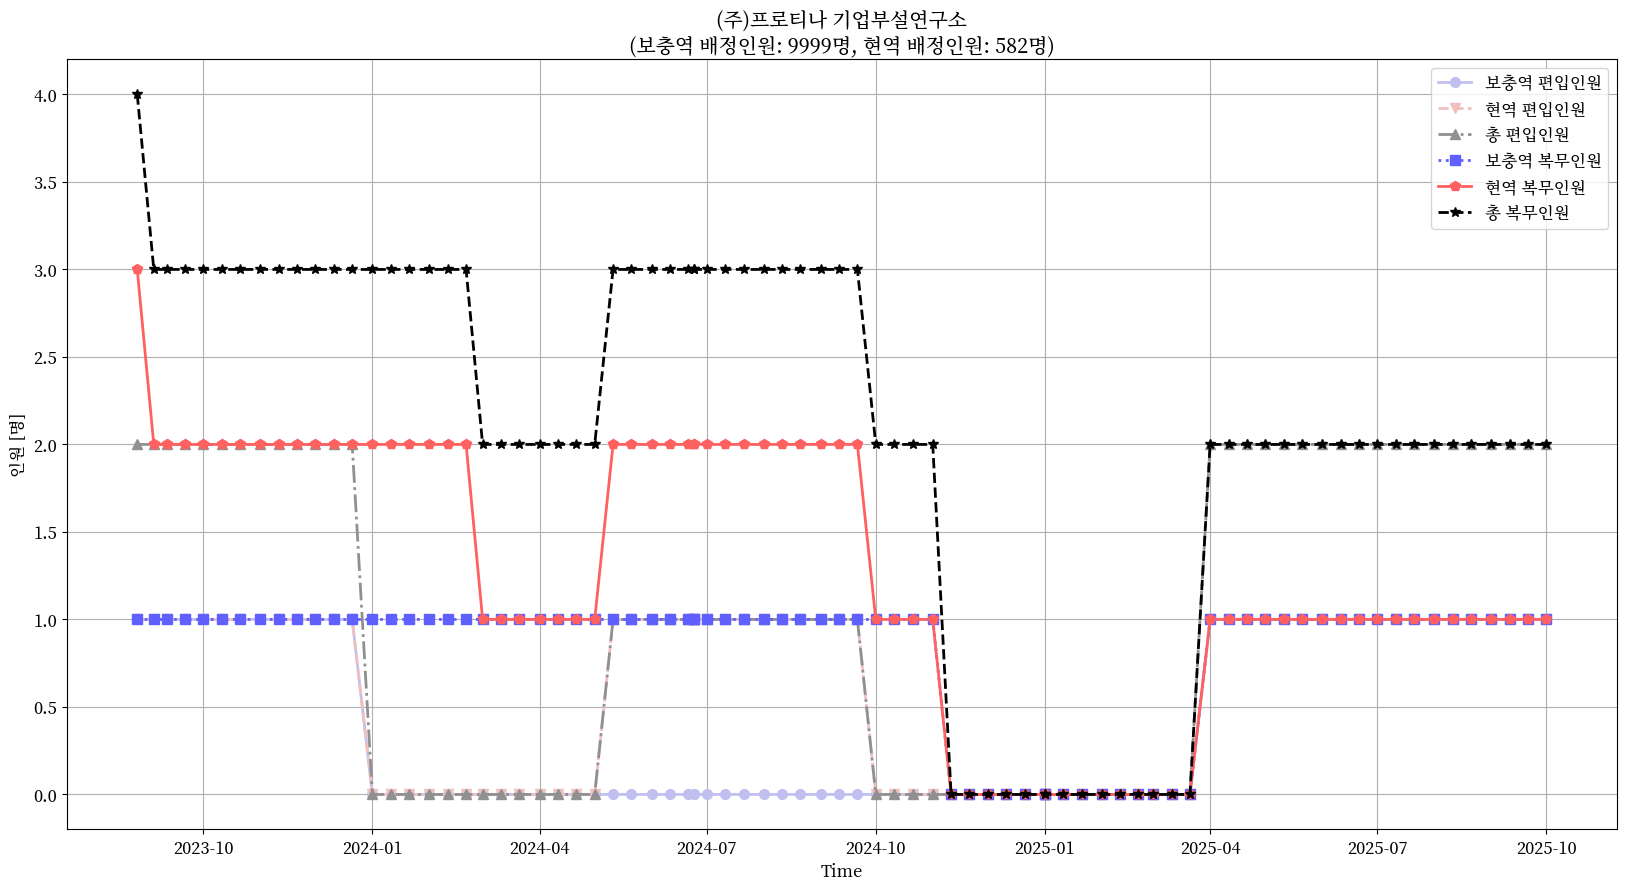 (주)프로티나 기업부설연구소
(보충역 배정인원: 9999명, 현역 배정인원: 582명)
보충역 편입인원
현역 편입인원
총 편입인원
보충역 복무인원
현역 복무인원
총 복무인원
인원 [명]
4.0
3.5
3.0
2.5
2.0
1.5
1.0
0.5
0.0
2023-10
2024-01
2024-04
2024-07
2024-10
2025-01
2025-04
2025-07
2025-10
Time